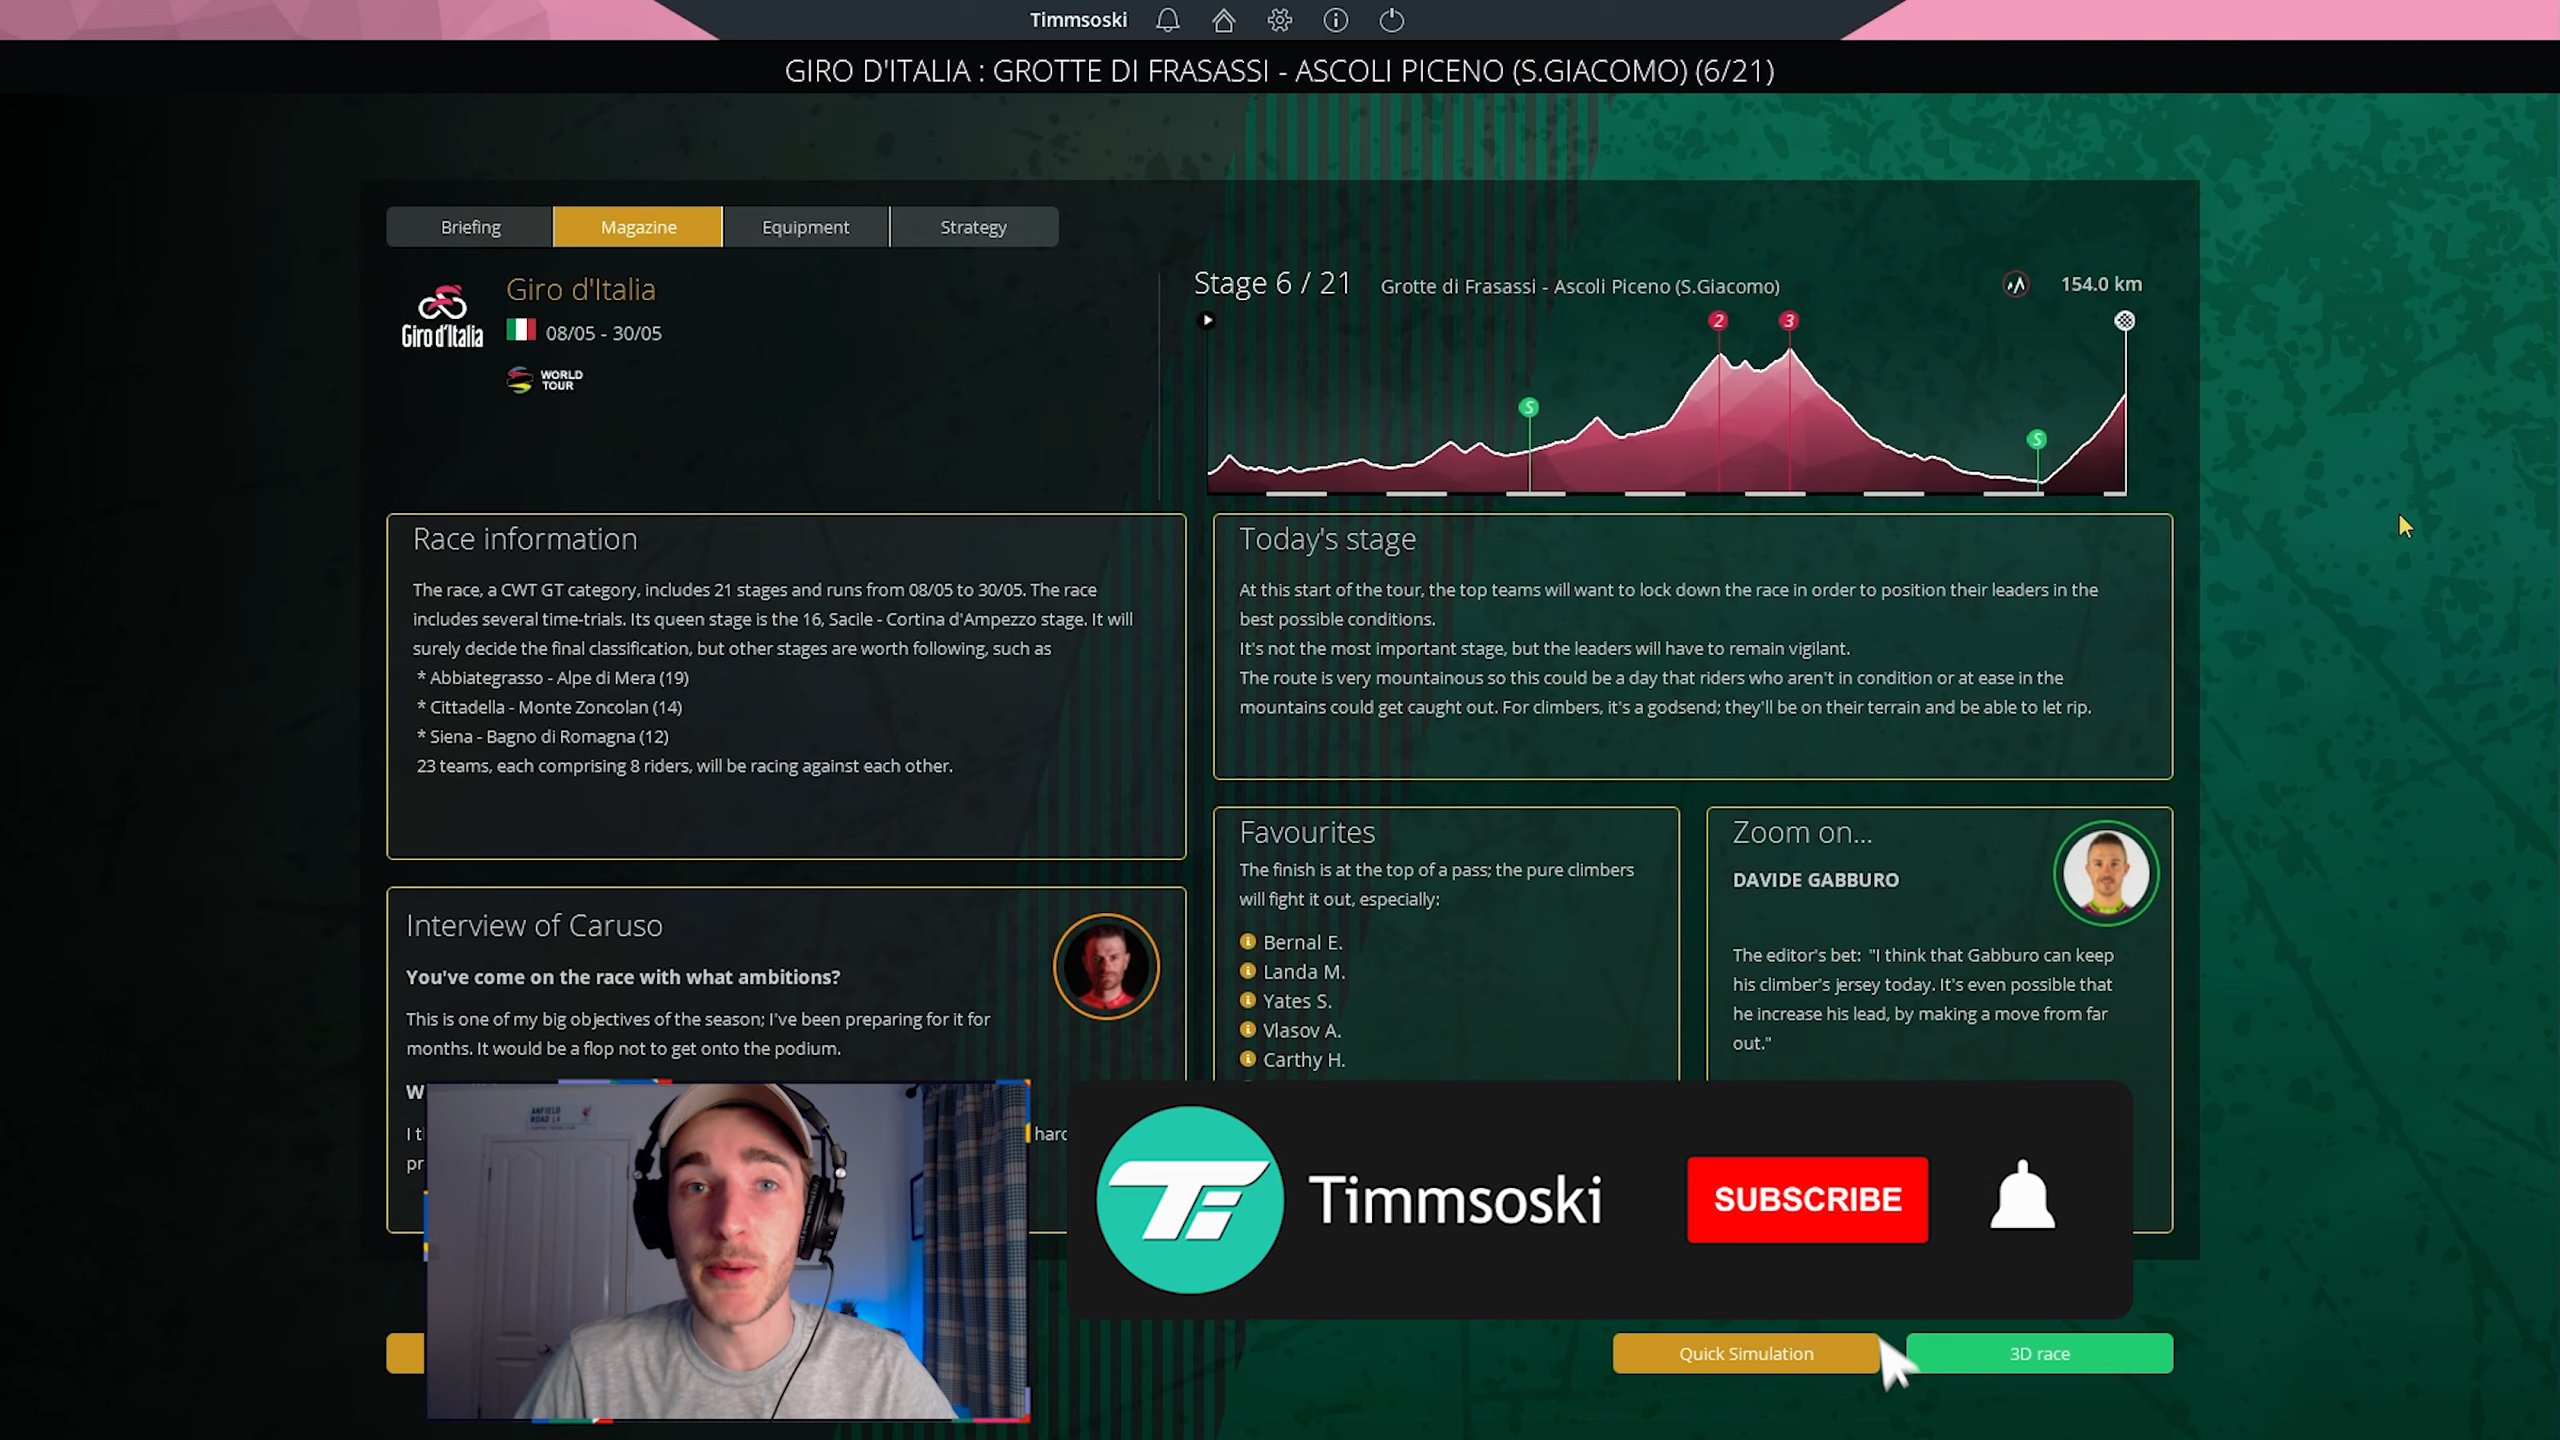 Timmsoski
GIRO D'ITALIA : GROTTE DI FRASASSI - ASCOLI PICENO (S.GIACOMO) (6/21)
Briefing
Magazine
Equipment
Strategy
Giro d'Italia
Giro d'Italia
08/05 - 30/05
WORLD
TOUR
Stage 6 / 21
Grotte di Frasassi - Ascoli Piceno (S.Giacomo)
154.0 km
2
3
S
S
Race information
The race, a CWT GT category, includes 21 stages and runs from 08/05 to 30/05. The race
includes several time-trials. Its queen stage is the 16, Sacile - Cortina d'Ampezzo stage. It will
surely decide the final classification, but other stages are worth following, such as
* Abbiategrasso - Alpe di Mera (19)
* Cittadella - Monte Zoncolan (14)
* Siena - Bagno di Romagna (12)
23 teams, each comprising 8 riders, will be racing against each other.
Today's stage
At this start of the tour, the top teams will want to lock down the race in order to position their leaders in the
best possible conditions.
It's not the most important stage, but the leaders will have to remain vigilant.
The route is very mountainous so this could be a day that riders who aren't in condition or at ease in the
mountains could get caught out. For climbers, it's a godsend; they'll be on their terrain and be able to let rip.
Interview of Caruso
You've come on the race with what ambitions?
This is one of my big objectives of the season; I've been preparing for it for
months. It would be a flop not to get onto the podium.
Favourites
The finish is at the top of a pass; the pure climbers
will fight it out, especially:
Bernal E.
Landa M.
Yates S.
Vlasov A.
Carthy H.
Zoom on...
DAVIDE GABBURO
The editor's bet: "I think that Gabburo can keep
his climber's jersey today. It's even possible that
he increase his lead, by making a move from far
out."
ANFIELD
ROAD L4
Timmsoski
SUBSCRIBE
Quick Simulation
3D race